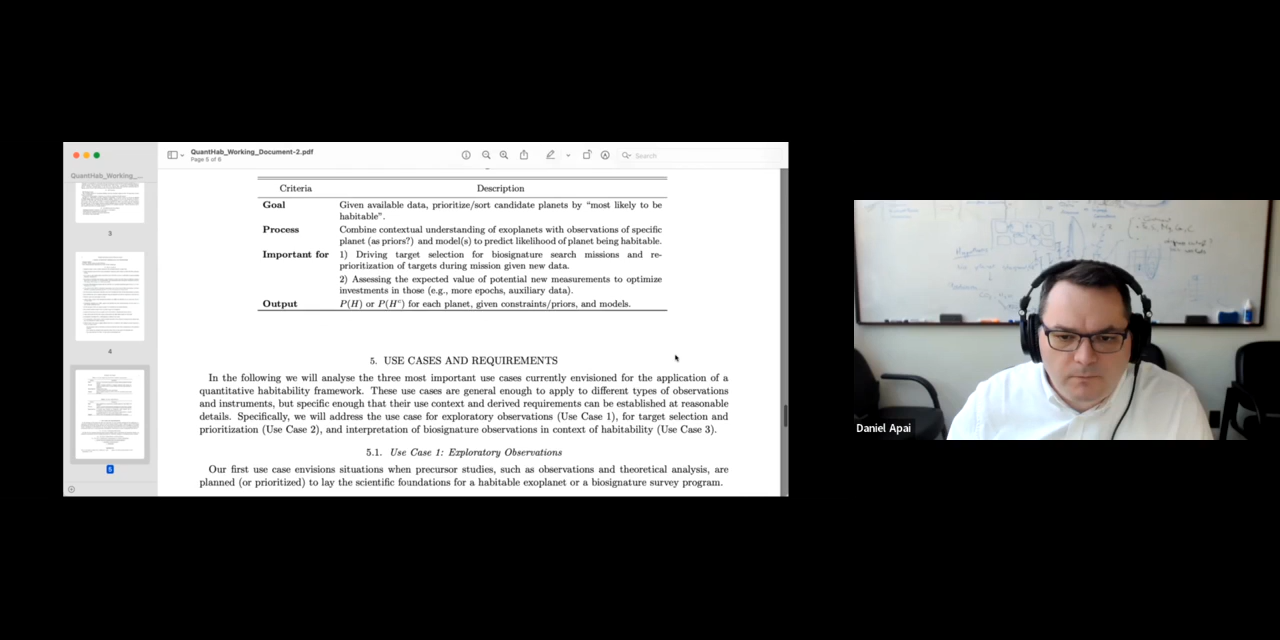 QuantHab_Working_Document-2.pdf
Page 5 of 6
Search
QuantHab_Working_...
3
4
5
Criteria Description
Goal Given available data, prioritize/sort candidate planets by “most likely to be
habitable”.
Process Combine contextual understanding of exoplanets with observations of specific
planet (as priors?) and model(s) to predict likelihood of planet being habitable.
Important for 1) Driving target selection for biosignature search missions and re-
prioritization of targets during mission given new data.
2) Assessing the expected value of potential new measurements to optimize
investments in those (e.g., more epochs, auxiliary data).
Output P(H) or P(Hᶜ) for each planet, given constraints/priors, and models.
5. USE CASES AND REQUIREMENTS
In the following we will analyse the three most important use cases currently envisioned for the application of a
quantitative habitability framework. These use cases are general enough to apply to different types of observations
and instruments, but specific enough that their use context and derived requirements can be established at reasonable
details. Specifically, we will address the use case for exploratory observations (Use Case 1), for target selection and
prioritization (Use Case 2), and interpretation of biosignature observations in context of habitability (Use Case 3).
5.1. Use Case 1: Exploratory Observations
Our first use case envisions situations when precursor studies, such as observations and theoretical analysis, are
planned (or prioritized) to lay the scientific foundations for a habitable exoplanet or a biosignature survey program.
Daniel Apai